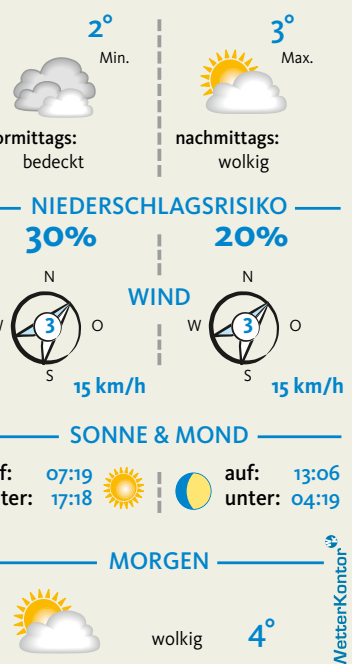 2° 3°
Min. Max.
ormittags: nachmittags:
bedeckt wolkig
NIEDERSCHLAGSRISIKO
30% 20%
N N
WIND
3 O W 3 O
S S
15 km/h 15 km/h
SONNE & MOND
f: 07:19 auf: 13:06
ter: 17:18 unter: 04:19
MORGEN
wolkig 4°
WetterKontor